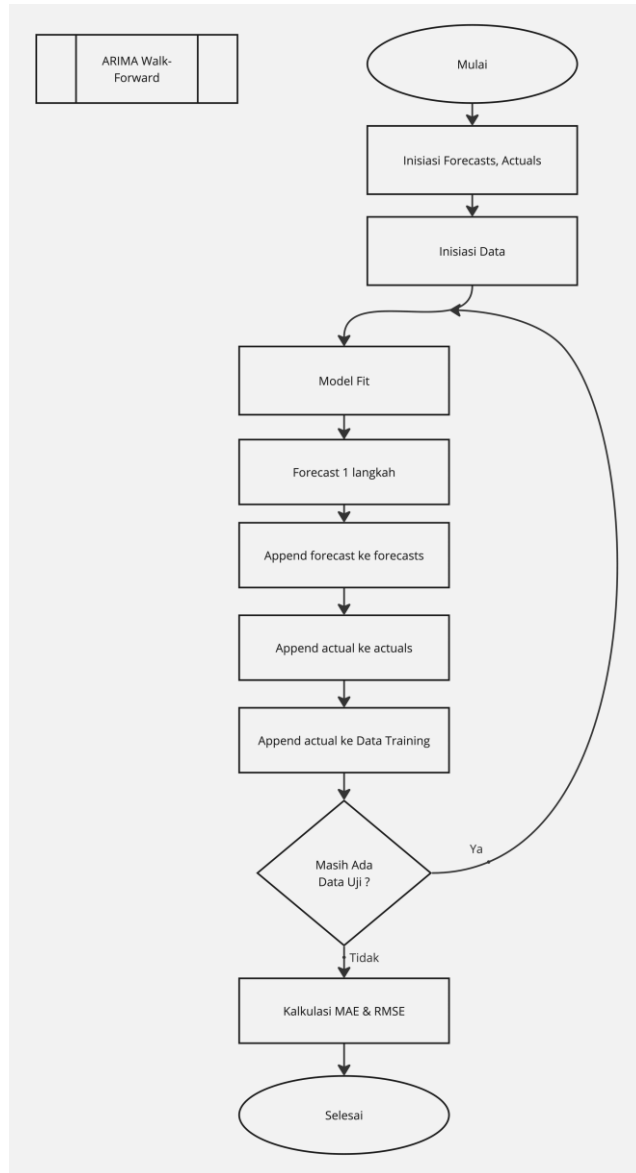 ARIMA Walk-
Forward
Mulai
Inisiasi Forecasts, Actuals
Inisiasi Data
Model Fit
Forecast 1 langkah
Append forecast ke forecasts
Append actual ke actuals
Append actual ke Data Training
Masih Ada
Data Uji ?
Ya
Tidak
Kalkulasi MAE & RMSE
Selesai